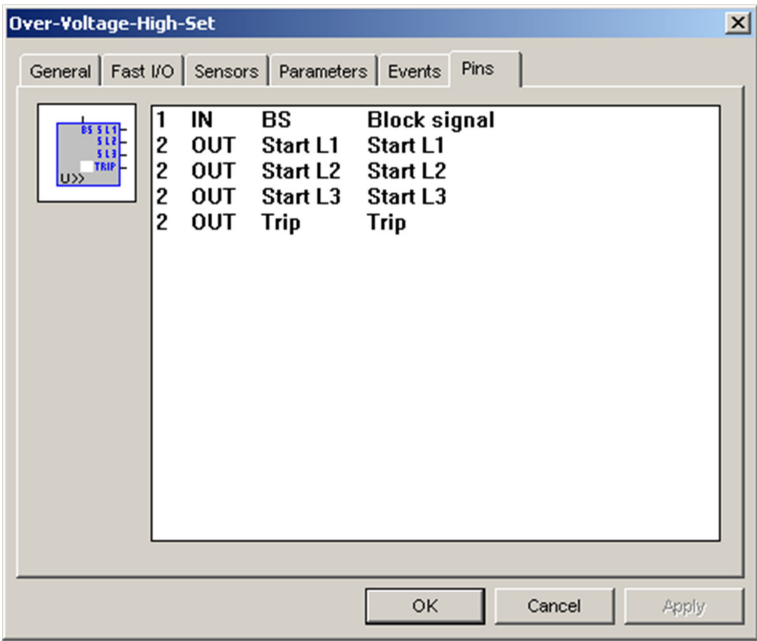 Over-Voltage-High-Set
General Fast I/O Sensors Parameters Events Pins
BS S L1
S L2
S L3
TRIP
U>>
1 IN BS Block signal
2 OUT Start L1 Start L1
2 OUT Start L2 Start L2
2 OUT Start L3 Start L3
2 OUT Trip Trip
OK Cancel Apply